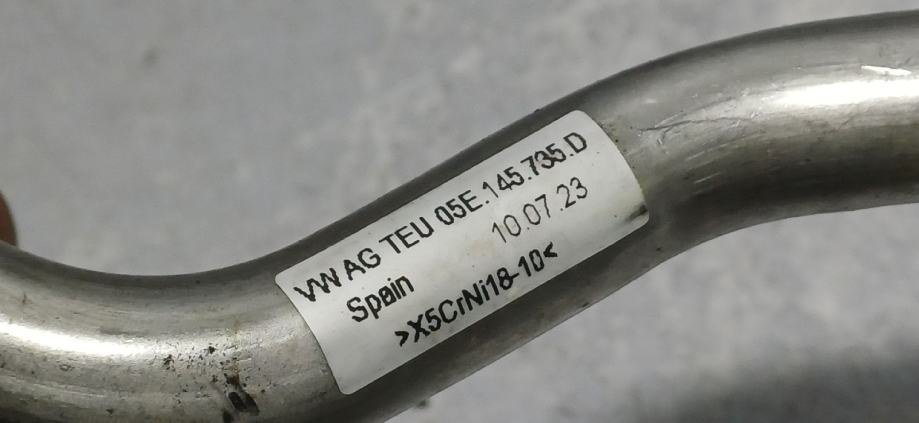 VW AG TEU 05E.145.735.D
Spain 10.07.23
>X5CrNi18-10<